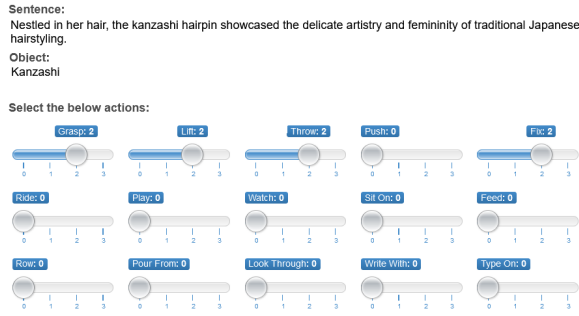 Sentence:
Nestled in her hair, the kanzashi hairpin showcased the delicate artistry and femininity of traditional Japanese
hairstyling.
Object:
Kanzashi
Select the below actions:
Grasp: 2 Lift: 2 Throw: 2 Push: 0 Fix: 2
0 1 2 3 0 1 2 3 0 1 2 3 0 1 2 3 0 1 2 3
Ride: 0 Play: 0 Watch: 0 Sit On: 0 Feed: 0
0 1 2 3 0 1 2 3 0 1 2 3 0 1 2 3 0 1 2 3
Row: 0 Pour From: 0 Look Through: 0 Write With: 0 Type On: 0
0 1 2 3 0 1 2 3 0 1 2 3 0 1 2 3 0 1 2 3